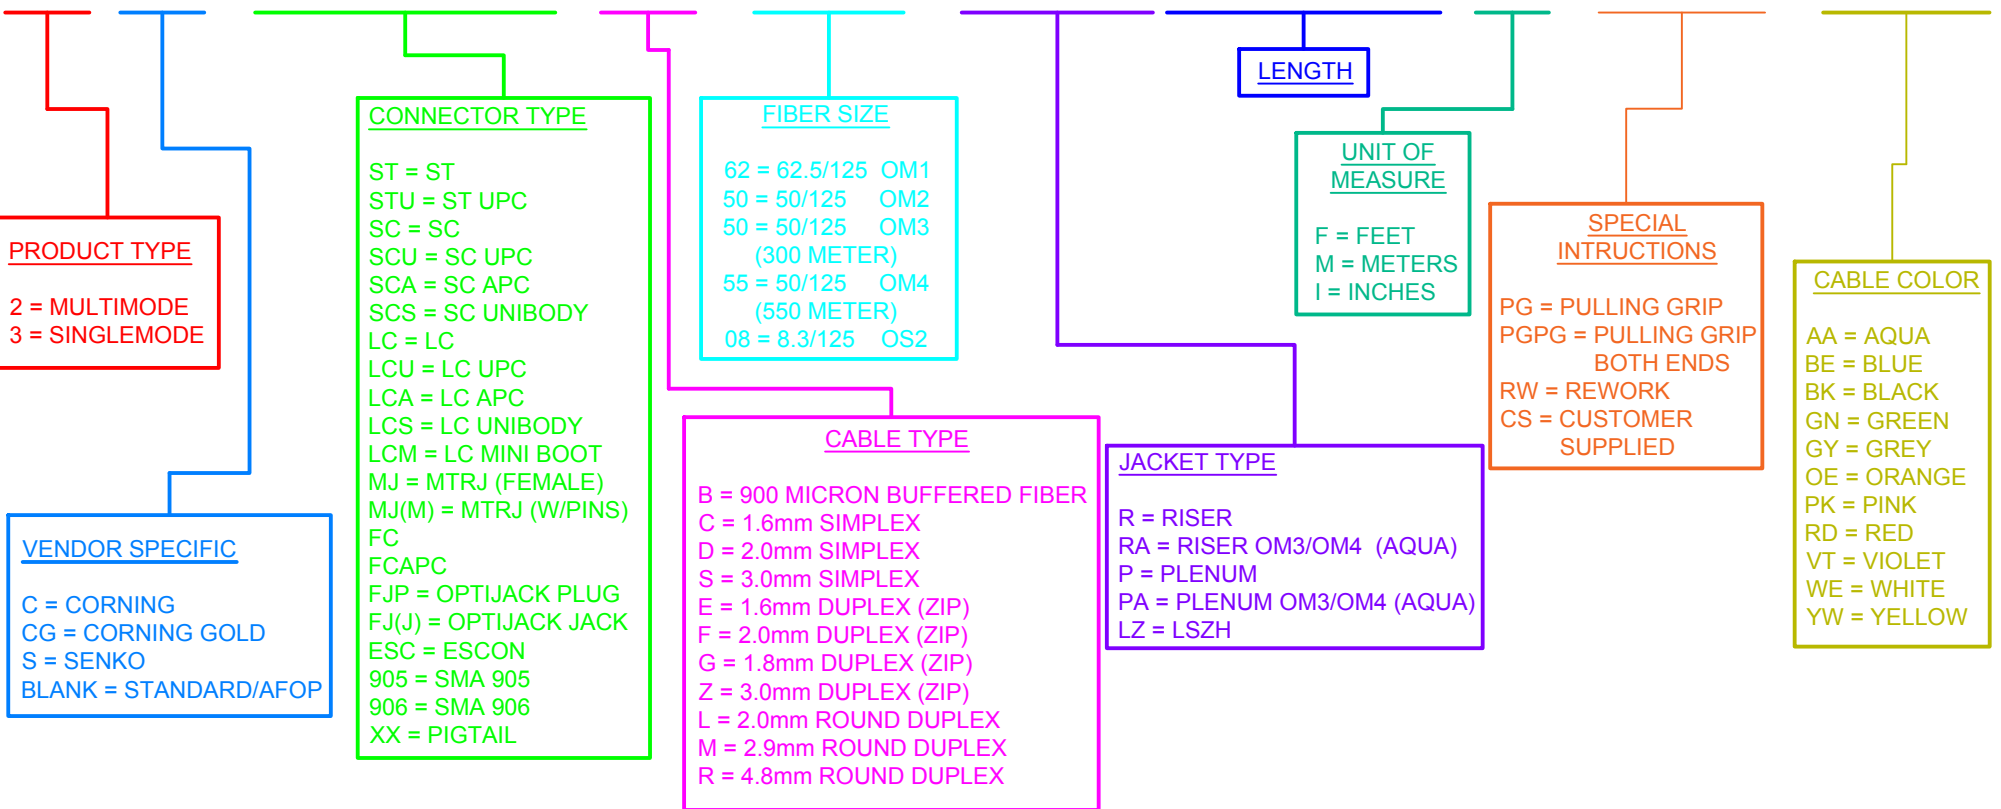 PRODUCT TYPE
2 = MULTIMODE
3 = SINGLEMODE
VENDOR SPECIFIC
C = CORNING
CG = CORNING GOLD
S = SENKO
BLANK = STANDARD/AFOP
CONNECTOR TYPE
ST = ST
STU = ST UPC
SC = SC
SCU = SC UPC
SCA = SC APC
SCS = SC UNIBODY
LC = LC
LCU = LC UPC
LCA = LC APC
LCS = LC UNIBODY
LCM = LC MINI BOOT
MJ = MTRJ (FEMALE)
MJ(M) = MTRJ (W/PINS)
FC
FCAPC
FJP = OPTIJACK PLUG
FJ(J) = OPTIJACK JACK
ESC = ESCON
905 = SMA 905
906 = SMA 906
XX = PIGTAIL
CABLE TYPE
B = 900 MICRON BUFFERED FIBER
C = 1.6mm SIMPLEX
D = 2.0mm SIMPLEX
S = 3.0mm SIMPLEX
E = 1.6mm DUPLEX (ZIP)
F = 2.0mm DUPLEX (ZIP)
G = 1.8mm DUPLEX (ZIP)
Z = 3.0mm DUPLEX (ZIP)
L = 2.0mm ROUND DUPLEX
M = 2.9mm ROUND DUPLEX
R = 4.8mm ROUND DUPLEX
FIBER SIZE
62 = 62.5/125 OM1
50 = 50/125 OM2
50 = 50/125 OM3
(300 METER)
55 = 50/125 OM4
(550 METER)
08 = 8.3/125 OS2
JACKET TYPE
R = RISER
RA = RISER OM3/OM4 (AQUA)
P = PLENUM
PA = PLENUM OM3/OM4 (AQUA)
LZ = LSZH
LENGTH
UNIT OF
MEASURE
F = FEET
M = METERS
I = INCHES
SPECIAL
INTRUCTIONS
PG = PULLING GRIP
PGPG = PULLING GRIP
BOTH ENDS
RW = REWORK
CS = CUSTOMER
SUPPLIED
CABLE COLOR
AA = AQUA
BE = BLUE
BK = BLACK
GN = GREEN
GY = GREY
OE = ORANGE
PK = PINK
RD = RED
VT = VIOLET
WE = WHITE
YW = YELLOW